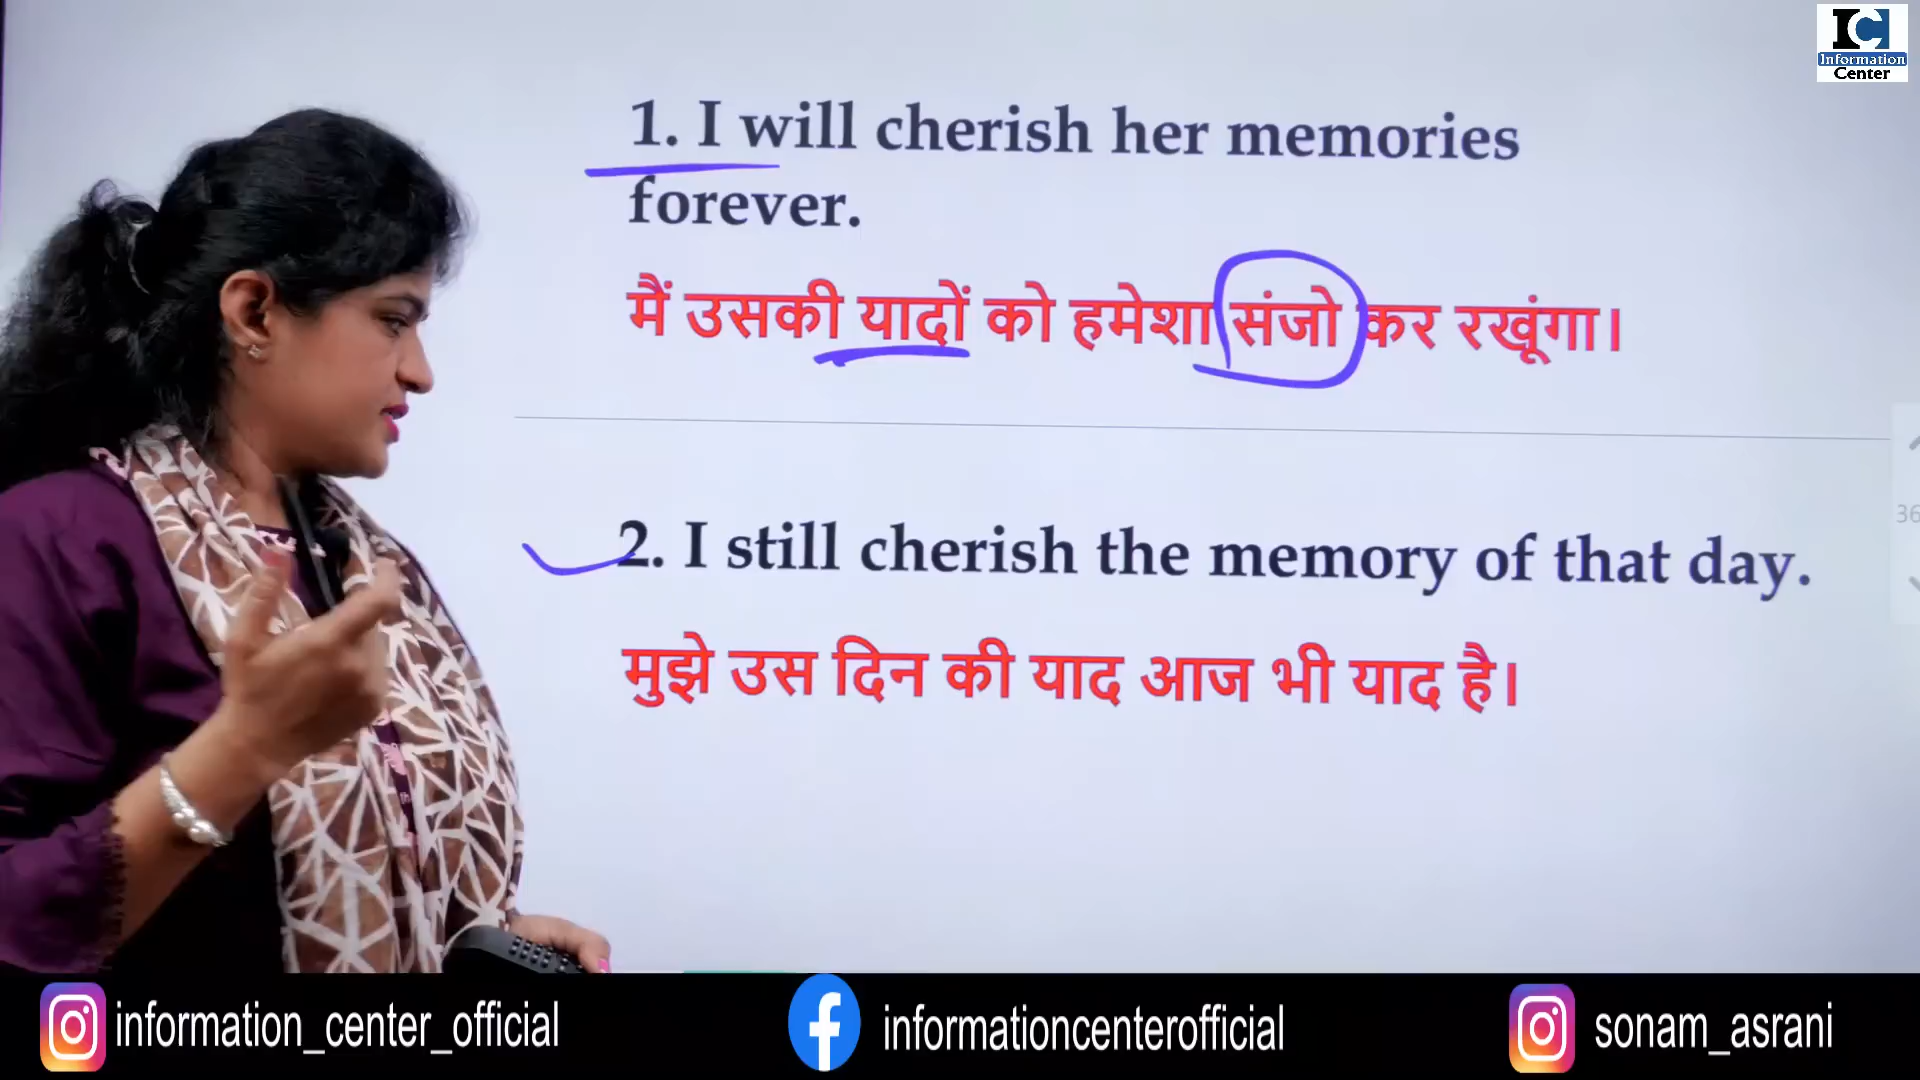 IC
Information
Center
1. I will cherish her memories
forever.
मैं उसकी यादों को हमेशा संजो कर रखूंगा।
2. I still cherish the memory of that day.
मुझे उस दिन की याद आज भी याद है।
36
information_center_official
informationcenterofficial
sonam_asrani